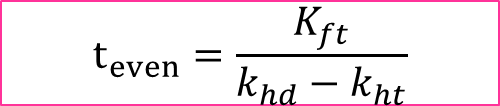 t_even = K_ft / (k_hd − k_ht)